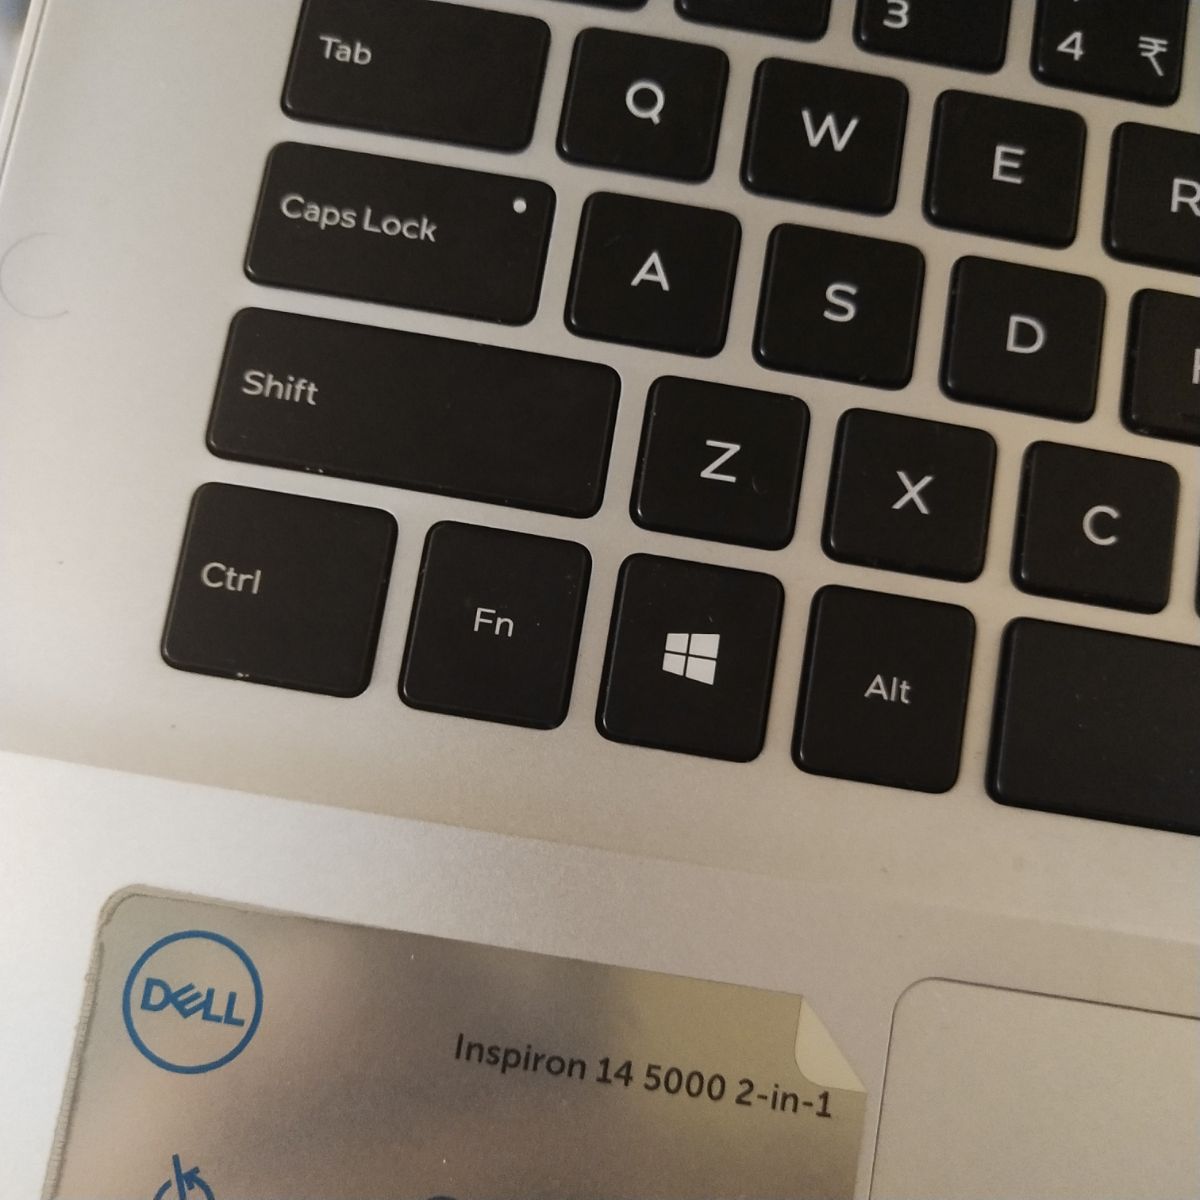 3
4 ₹
Tab
Q
W
E
R
Caps Lock
A
S
D
Shift
Z
X
C
Ctrl
Fn
Alt
DELL
Inspiron 14 5000 2-in-1